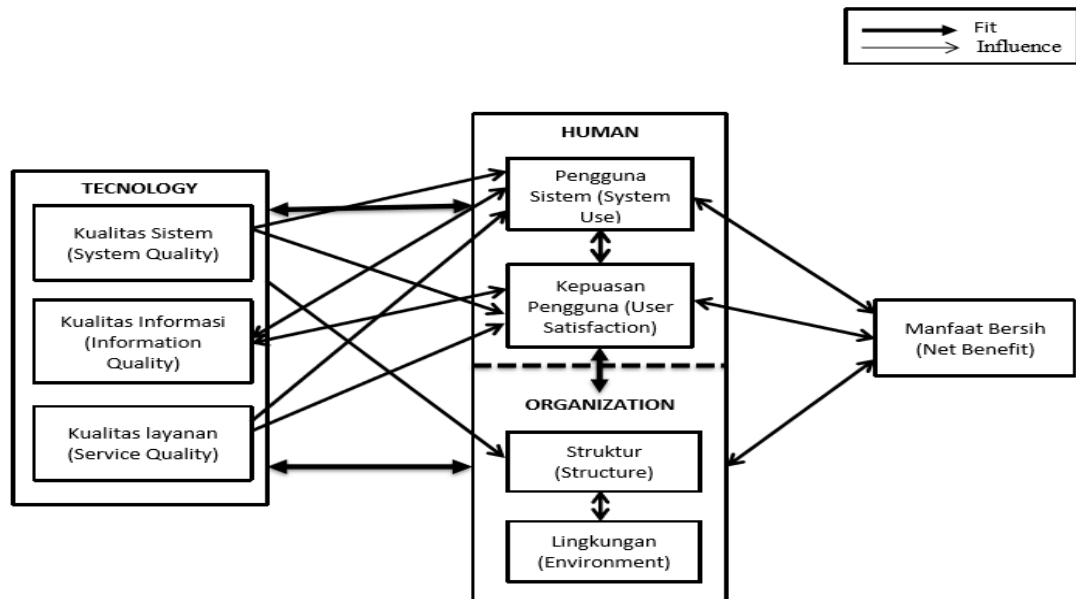 Fit
Influence
TECNOLOGY
Kualitas Sistem
(System Quality)
Kualitas Informasi
(Information
Quality)
Kualitas layanan
(Service Quality)
HUMAN
Pengguna
Sistem (System
Use)
Kepuasan
Pengguna (User
Satisfaction)
ORGANIZATION
Struktur
(Structure)
Lingkungan
(Environment)
Manfaat Bersih
(Net Benefit)